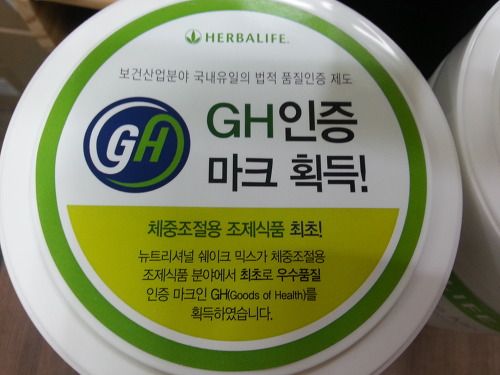 HERBALIFE.
보건산업분야 국내유일의 법적 품질인증 제도
GH
GH인증
마크 획득!
체중조절용 조제식품 최초!
뉴트리셔널 쉐이크 믹스가 체중조절용
조제식품 분야에서 최초로 우수품질
인증 마크인 GH(Goods of Health)를
획득하였습니다.